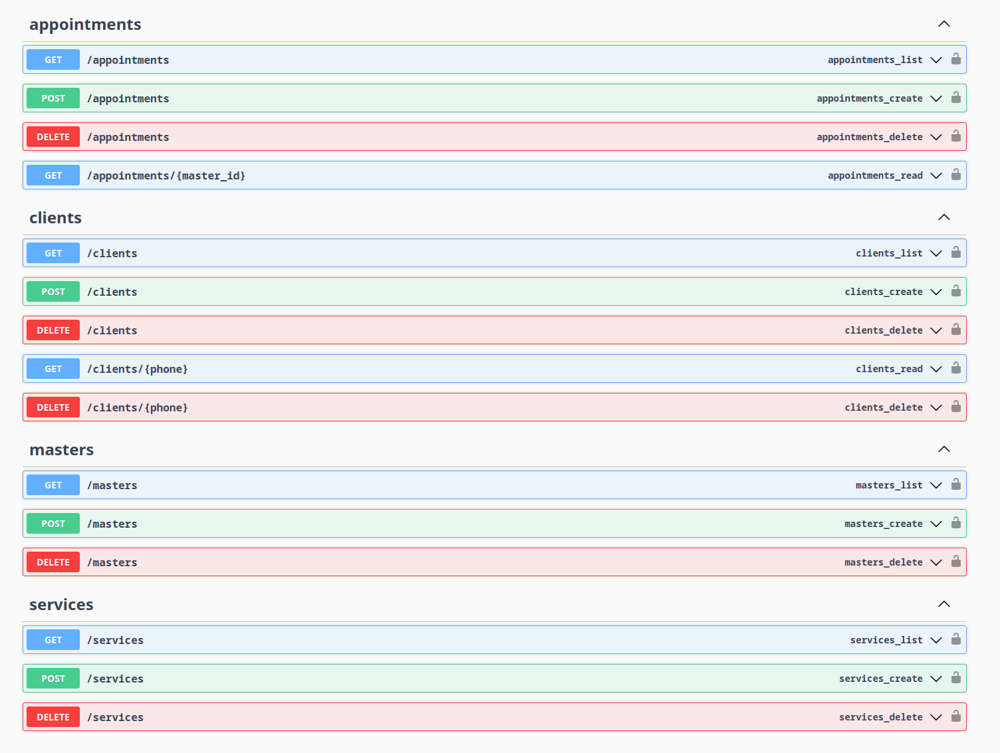 appointments
GET /appointments appointments_list
POST /appointments appointments_create
DELETE /appointments appointments_delete
GET /appointments/{master_id} appointments_read
clients
GET /clients clients_list
POST /clients clients_create
DELETE /clients clients_delete
GET /clients/{phone} clients_read
DELETE /clients/{phone} clients_delete
masters
GET /masters masters_list
POST /masters masters_create
DELETE /masters masters_delete
services
GET /services services_list
POST /services services_create
DELETE /services services_delete